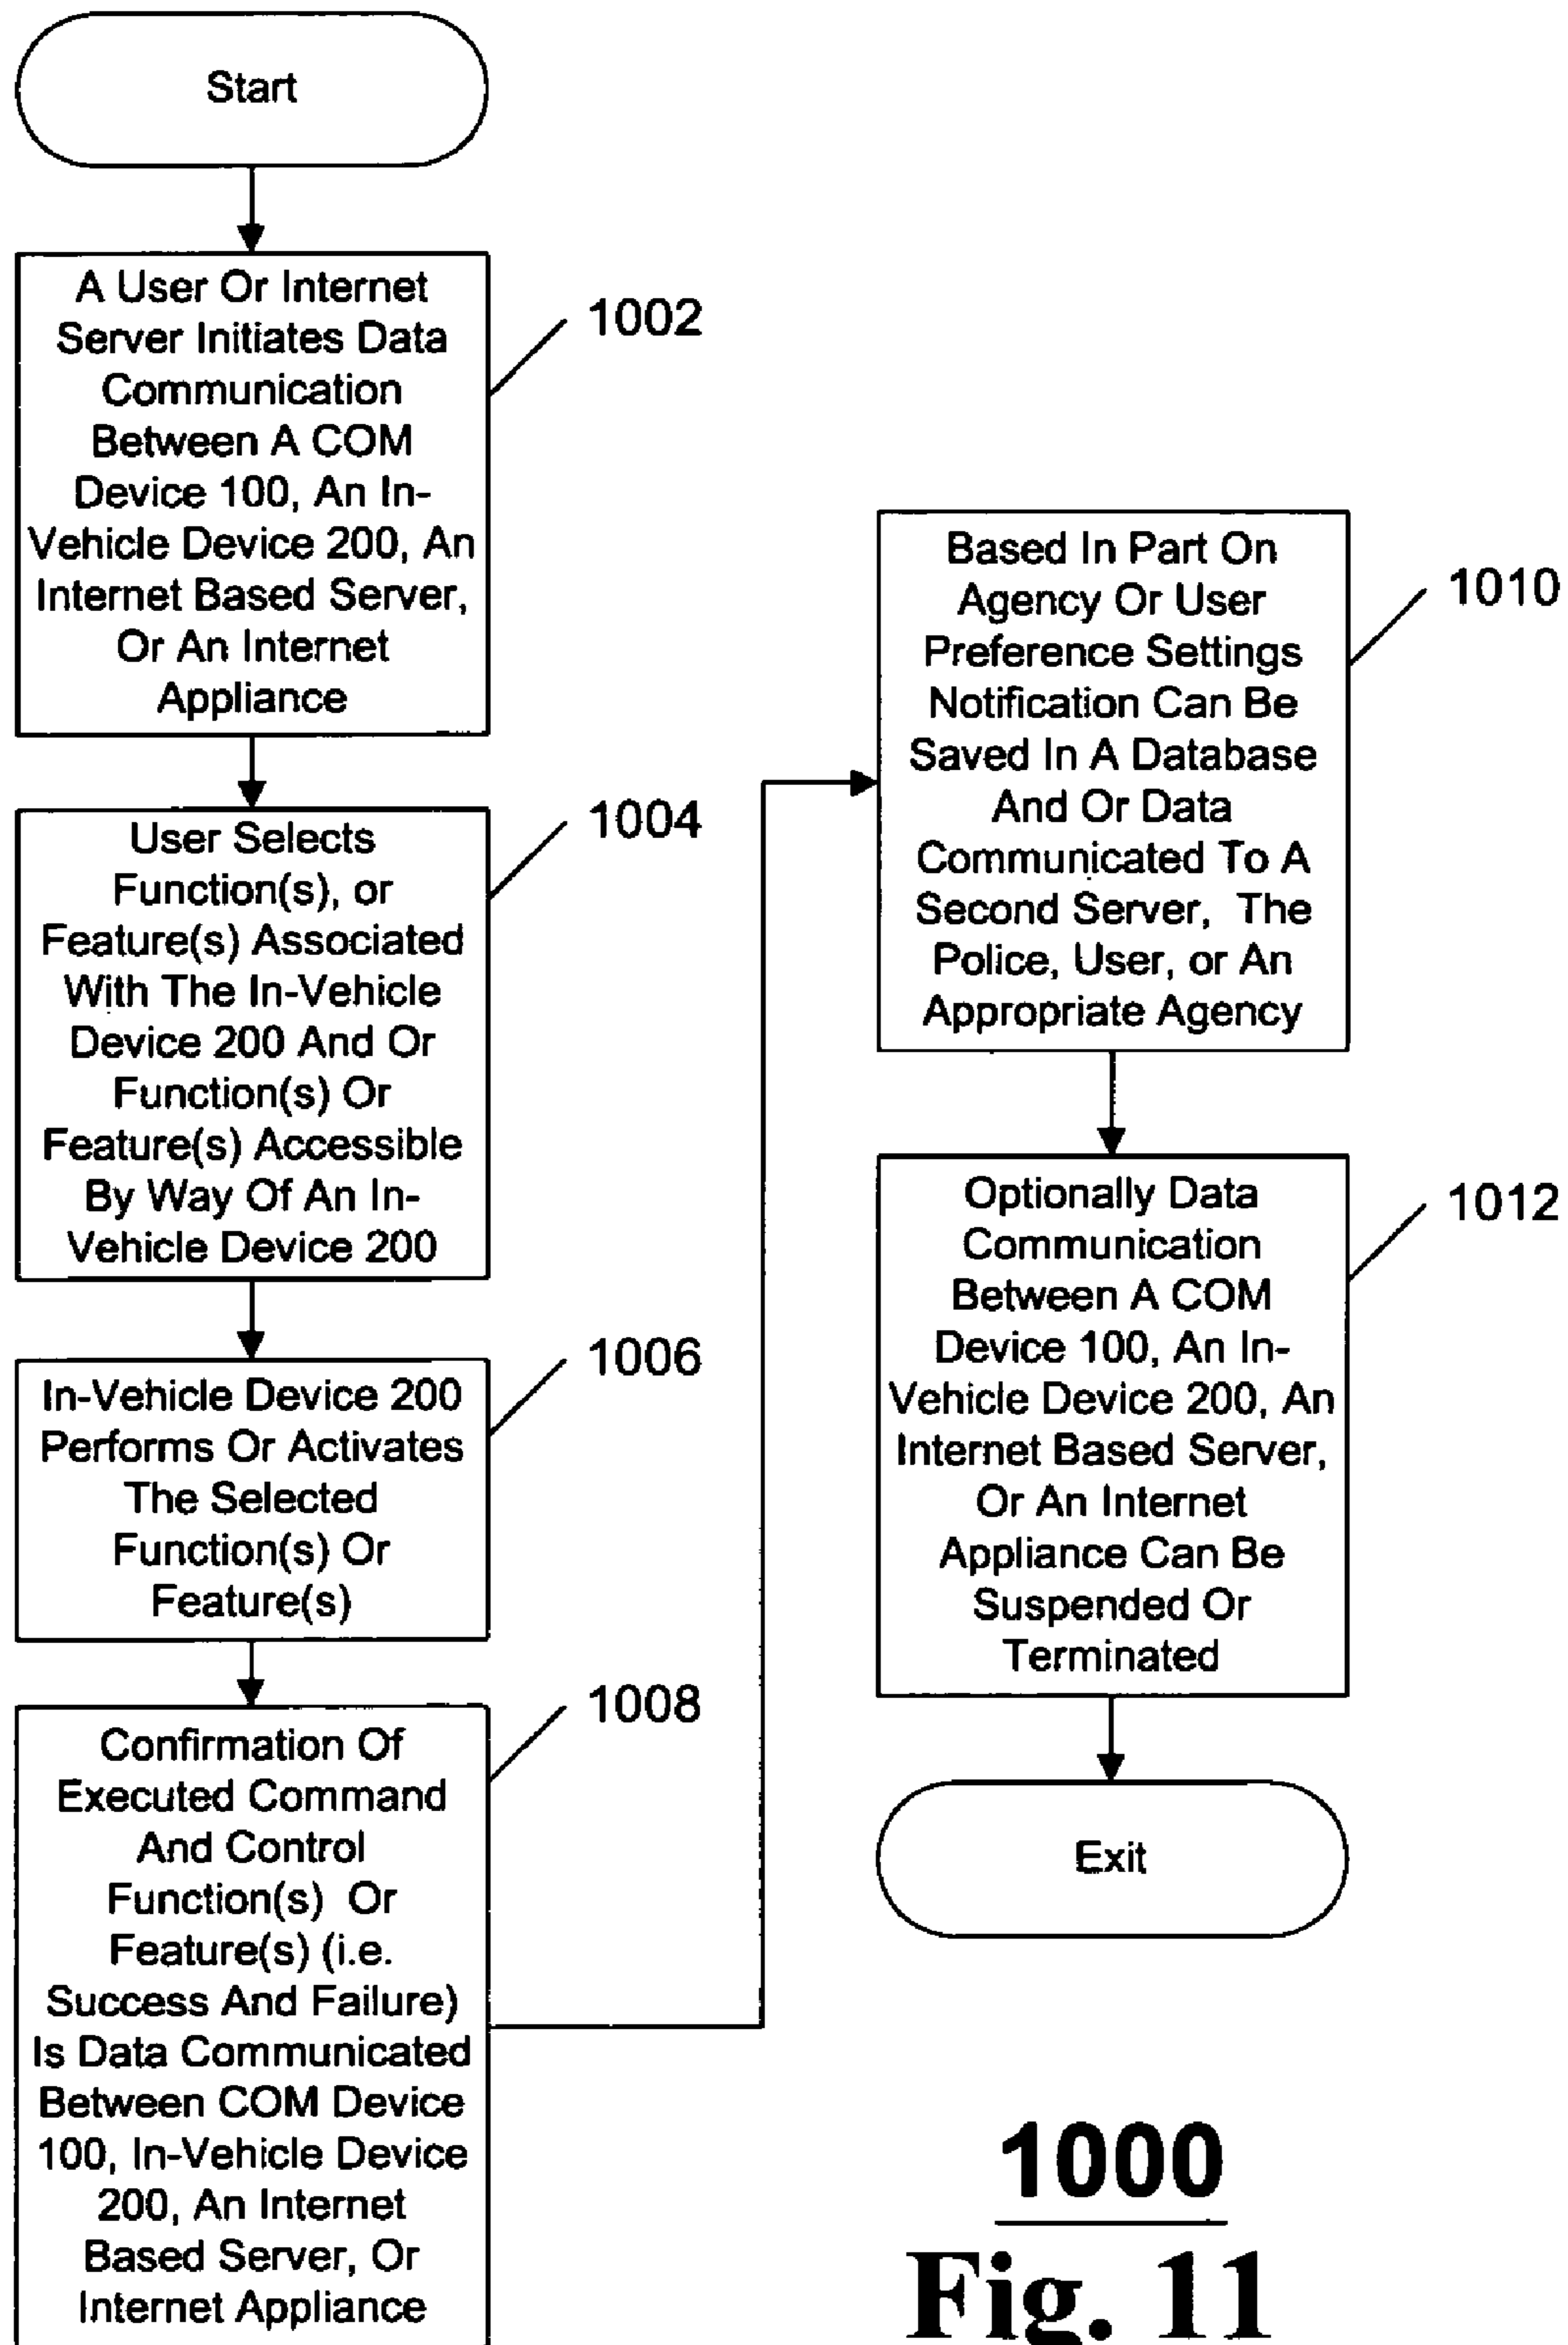 Start
A User Or Internet
Server Initiates Data
Communication
Between A COM
Device 100, An In-
Vehicle Device 200, An
Internet Based Server,
Or An Internet
Appliance
1002
User Selects
Function(s), or
Feature(s) Associated
With The In-Vehicle
Device 200 And Or
Function(s) Or
Feature(s) Accessible
By Way Of An In-
Vehicle Device 200
1004
In-Vehicle Device 200
Performs Or Activates
The Selected
Function(s) Or
Feature(s)
1006
Confirmation Of
Executed Command
And Control
Function(s) Or
Feature(s) (i.e.
Success And Failure)
Is Data Communicated
Between COM Device
100, In-Vehicle Device
200, An Internet
Based Server, Or
Internet Appliance
1008
Based In Part On
Agency Or User
Preference Settings
Notification Can Be
Saved In A Database
And Or Data
Communicated To A
Second Server, The
Police, User, or An
Appropriate Agency
1010
Optionally Data
Communication
Between A COM
Device 100, An In-
Vehicle Device 200, An
Internet Based Server,
Or An Internet
Appliance Can Be
Suspended Or
Terminated
1012
Exit
1000
Fig. 11